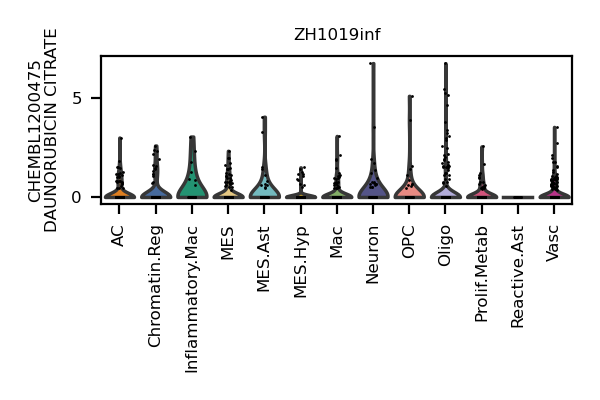 ZH1019inf
CHEMBL1200475
DAUNORUBICIN CITRATE
5
0
AC
Chromatin.Reg
Inflammatory.Mac
MES
MES.Ast
MES.Hyp
Mac
Neuron
OPC
Oligo
Prolif.Metab
Reactive.Ast
Vasc